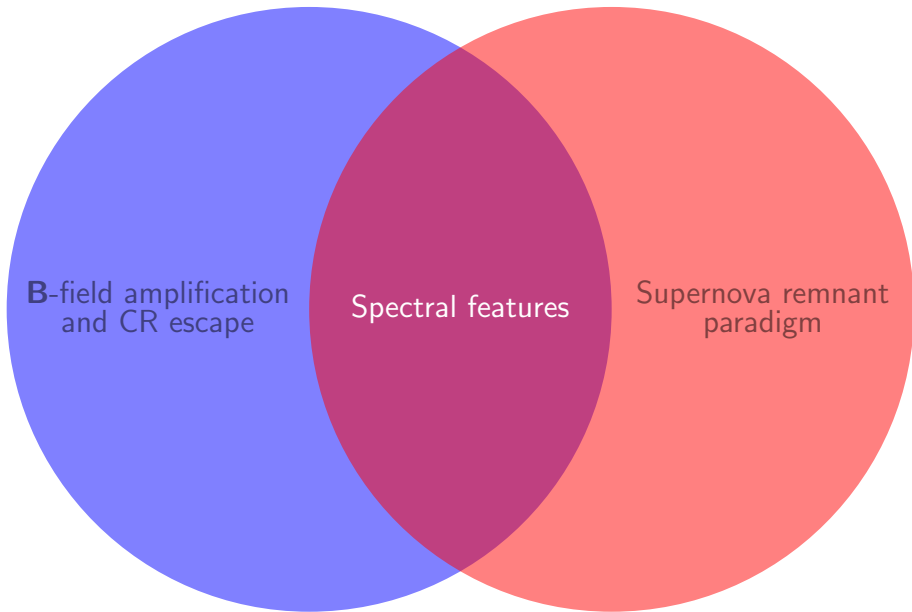 B-field amplification
and CR escape
Spectral features
Supernova remnant
paradigm